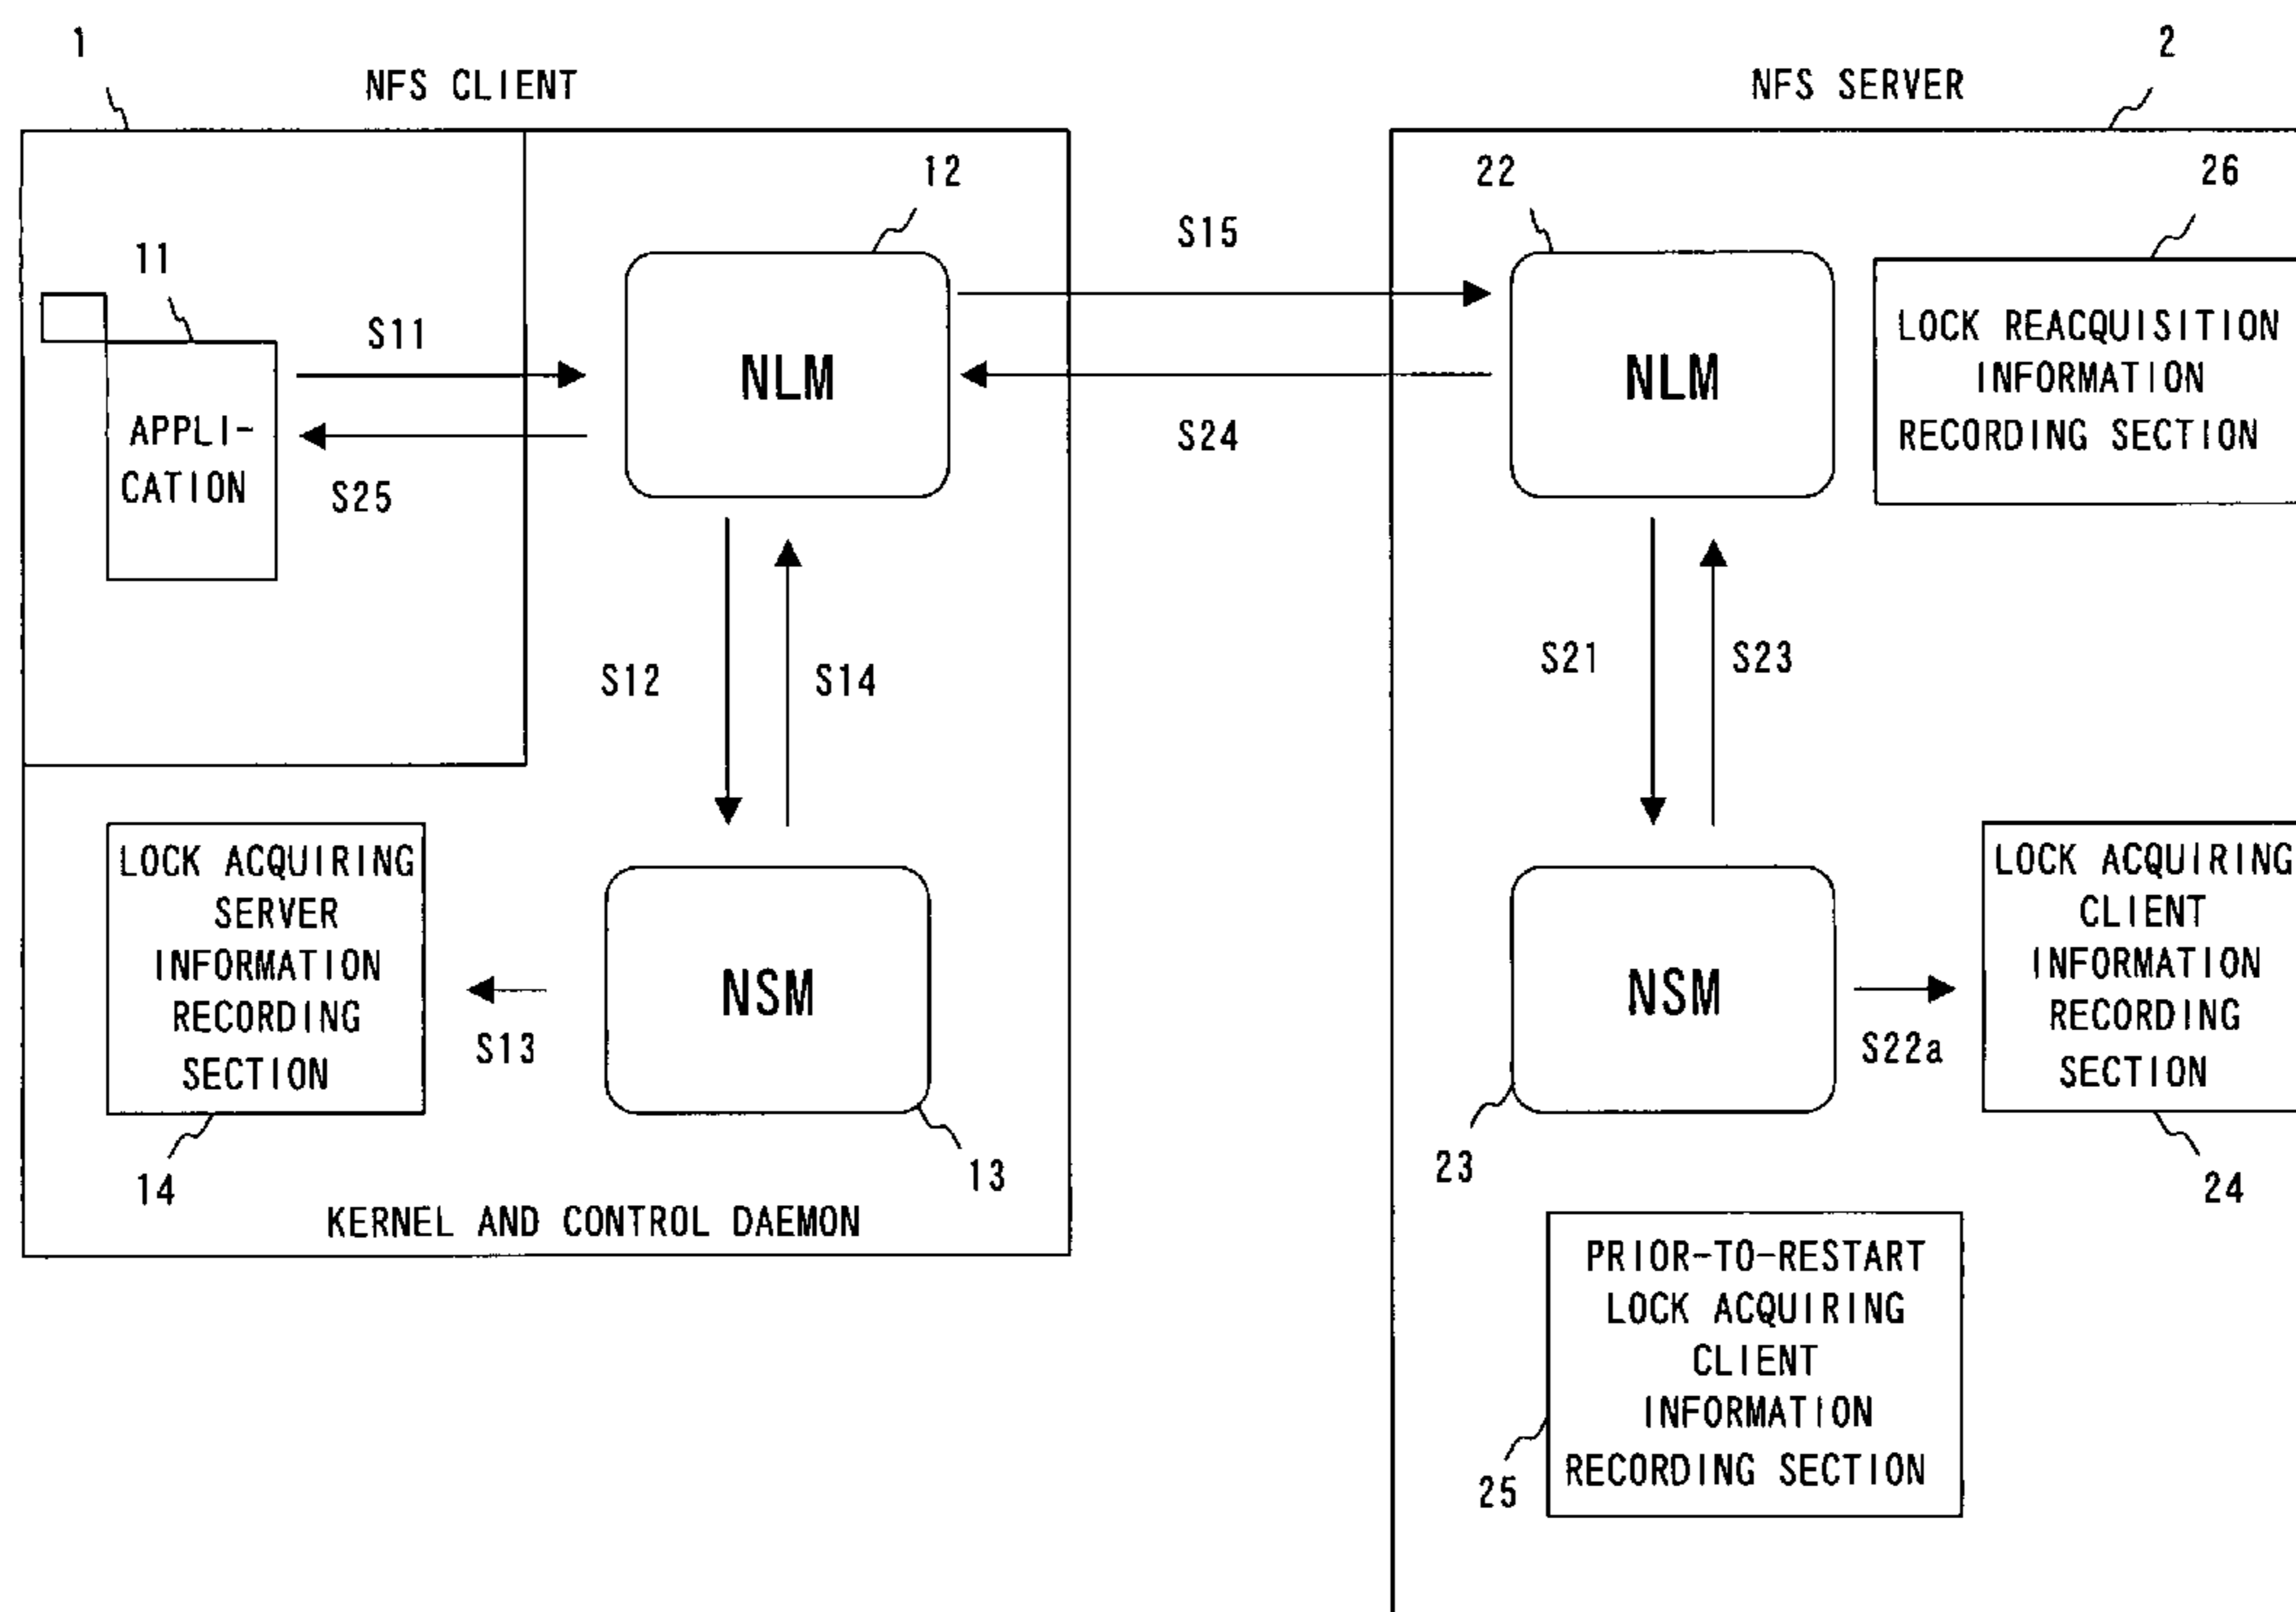 1
NFS CLIENT
12
11
S11
APPLI-
CATION
S25
NLM
S12
S14
LOCK ACQUIRING
SERVER
INFORMATION
RECORDING
SECTION
S13
NSM
14
13
KERNEL AND CONTROL DAEMON
S15
S24
NFS SERVER
2
22
26
NLM
LOCK REACQUISITION
INFORMATION
RECORDING SECTION
S21
S23
NSM
S22a
LOCK ACQUIRING
CLIENT
INFORMATION
RECORDING
SECTION
23
24
PRIOR-TO-RESTART
LOCK ACQUIRING
CLIENT
INFORMATION
RECORDING SECTION
25